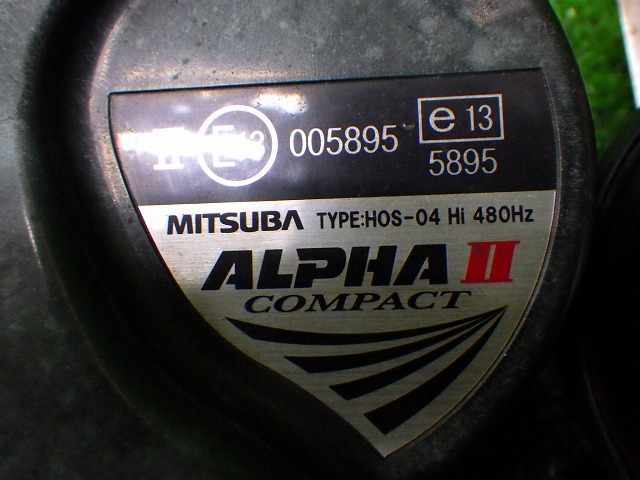 II E13 005895 e 13
5895
MITSUBA TYPE:HOS-04 Hi 480Hz
ALPHA II
COMPACT